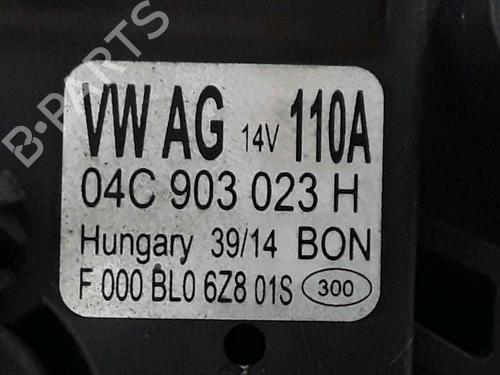 B-PARTS
VW AG 14V 110A
04C 903 023 H
Hungary 39/14 BON
F 000 BL0 6Z8 01S 300